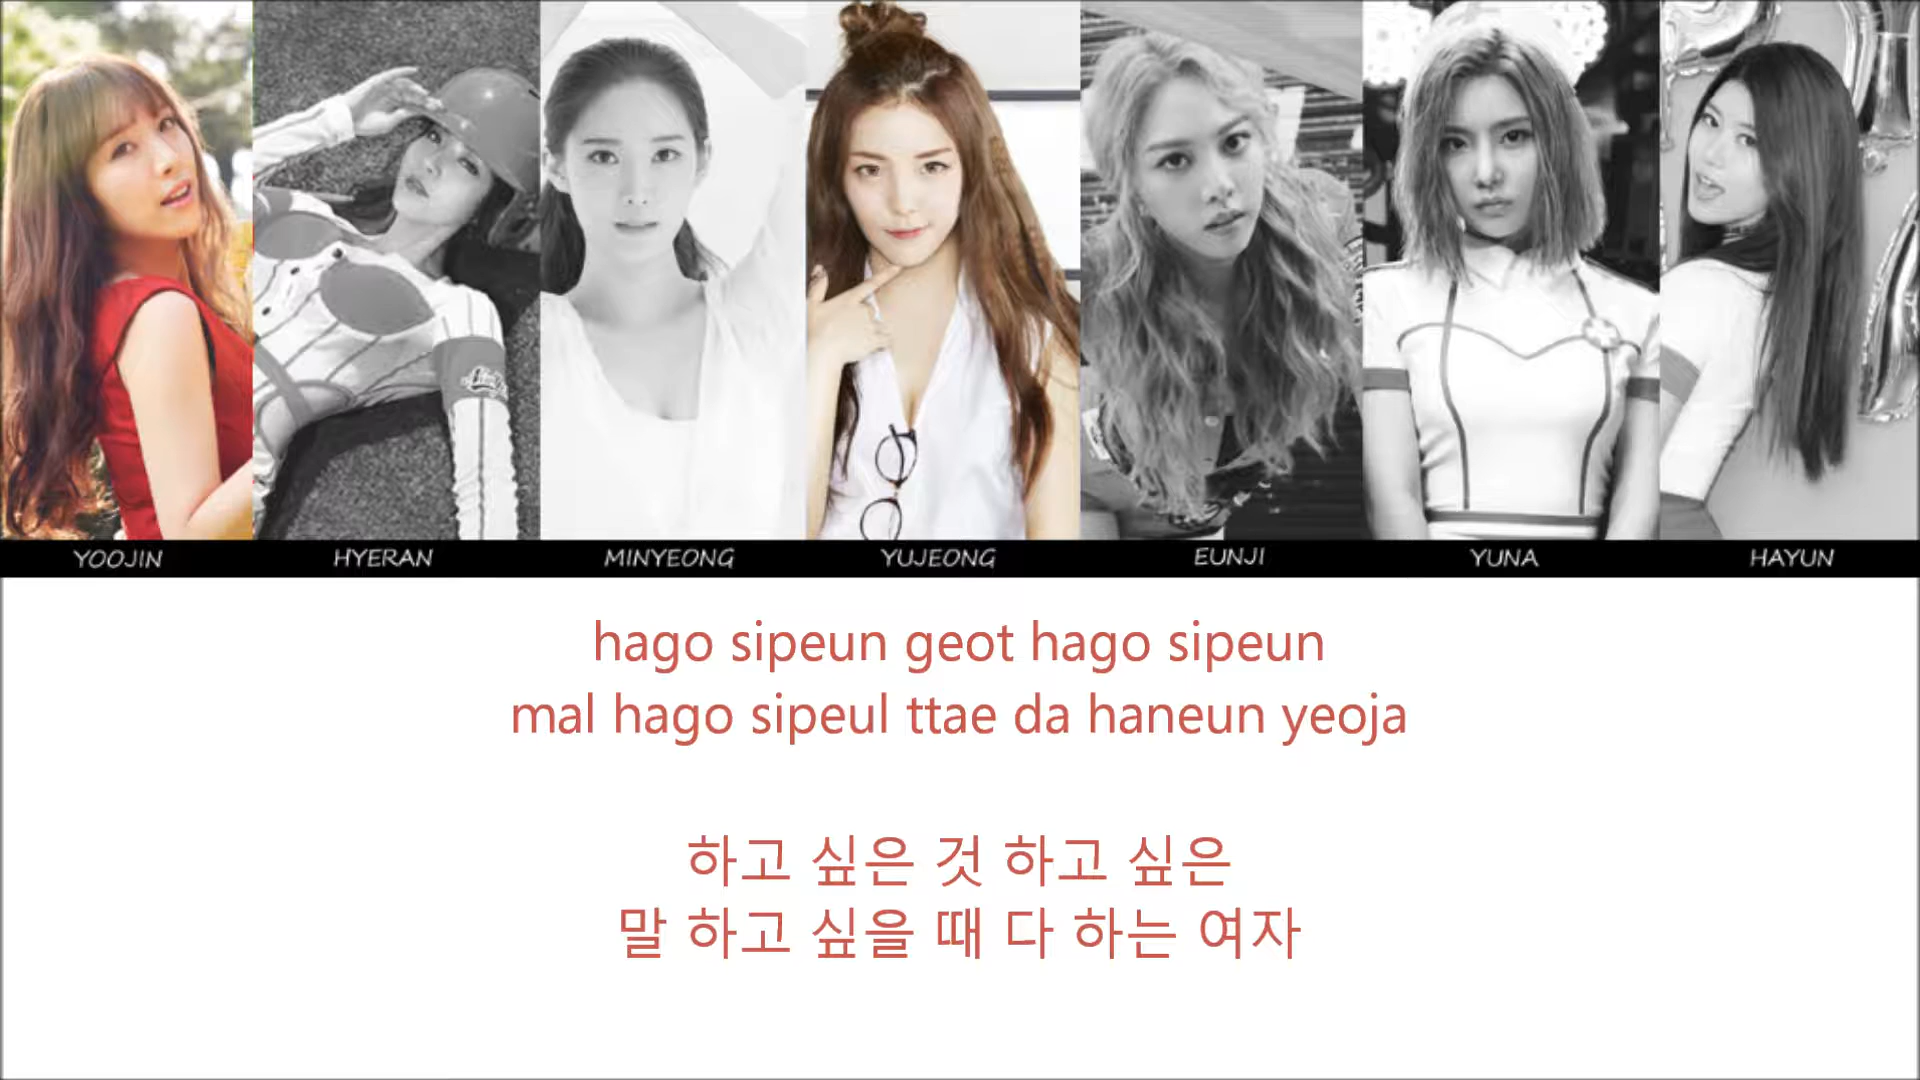 YOOJIN HYERAN MINYEONG YUJEONG EUNJI YUNA HAYUN
hago sipeun geot hago sipeun
mal hago sipeul ttae da haneun yeoja
하고 싶은 것 하고 싶은
말 하고 싶을 때 다 하는 여자